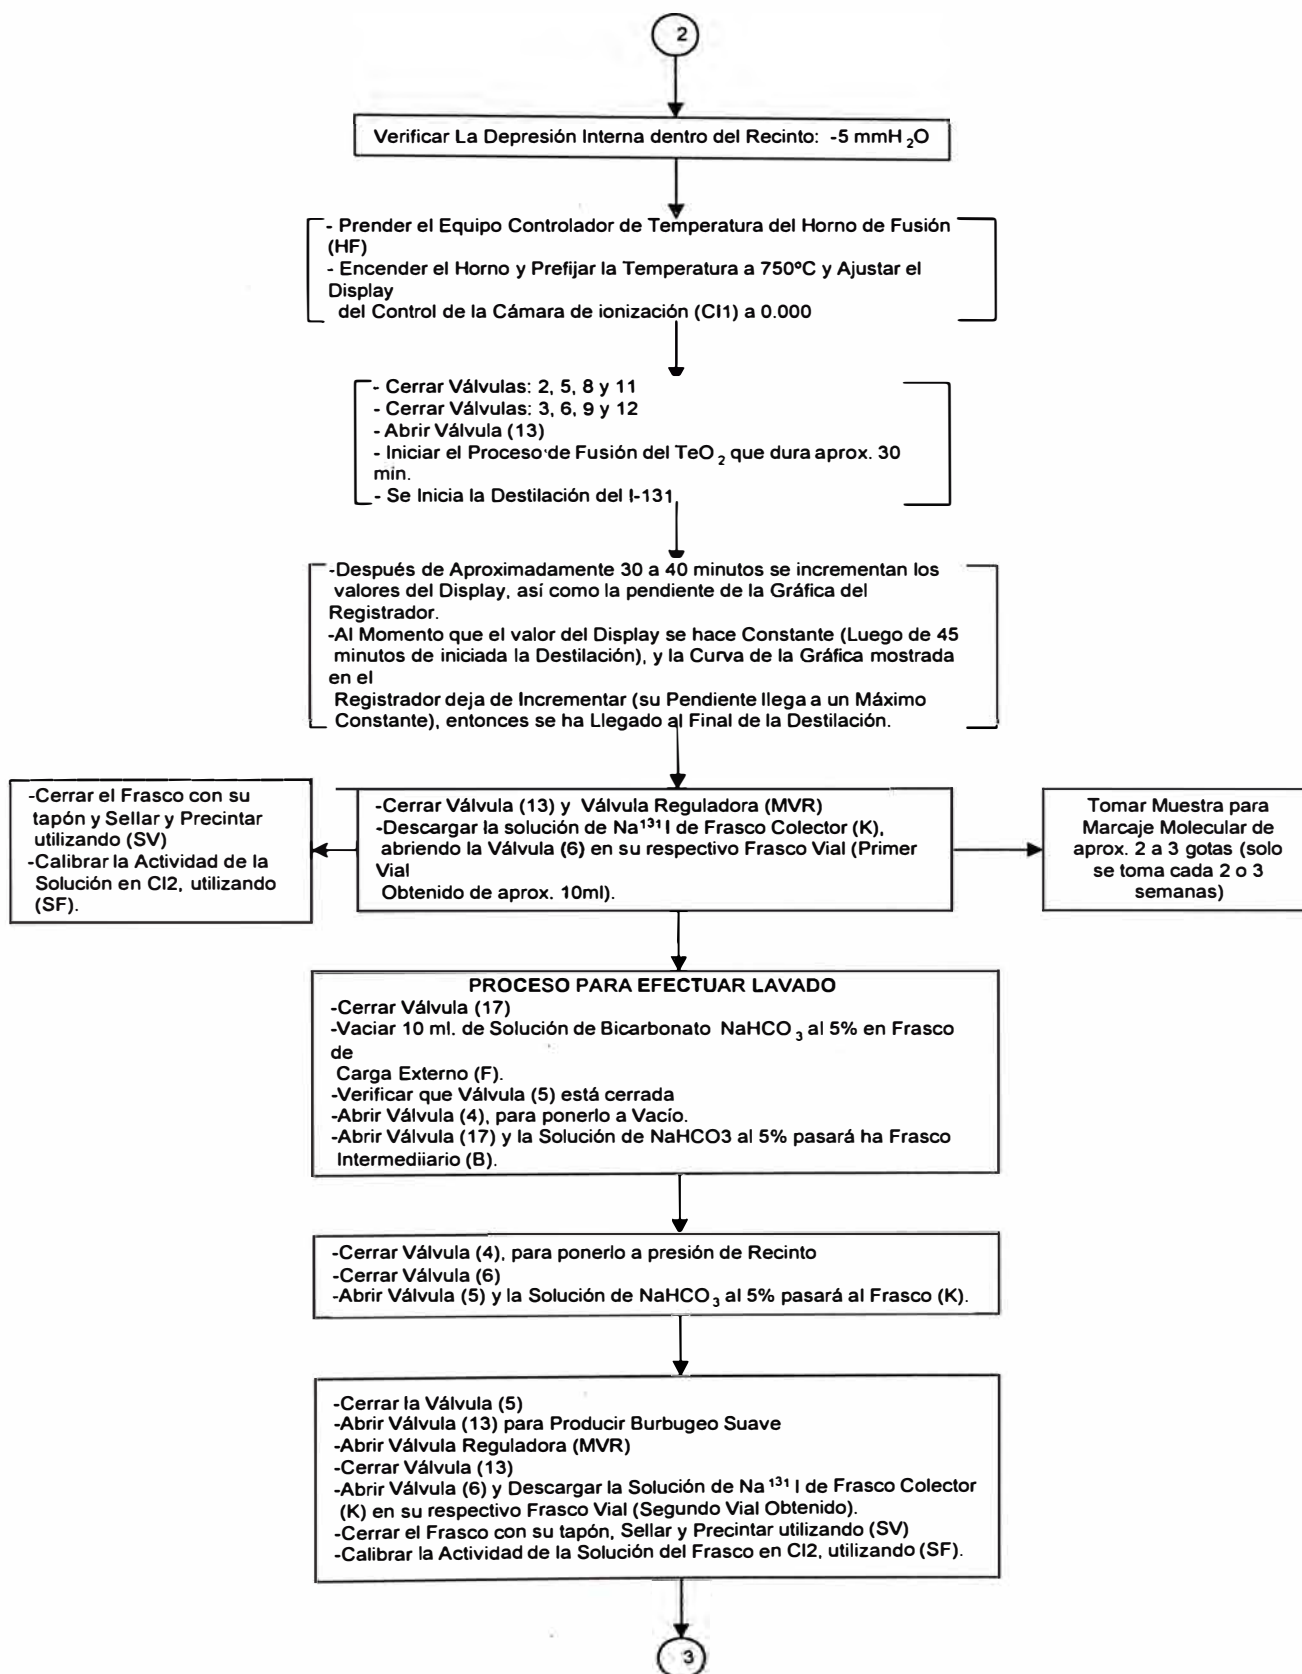 2
Verificar La Depresión Interna dentro del Recinto: -5 mmH2O
- Prender el Equipo Controlador de Temperatura del Horno de Fusión
(HF)
- Encender el Horno y Prefijar la Temperatura a 750ºC y Ajustar el
Display
del Control de la Cámara de ionización (CI1) a 0.000
- Cerrar Válvulas: 2, 5, 8 y 11
- Cerrar Válvulas: 3, 6, 9 y 12
- Abrir Válvula (13)
- Iniciar el Proceso de Fusión del TeO2 que dura aprox. 30
min.
- Se Inicia la Destilación del I-131
-Después de Aproximadamente 30 a 40 minutos se incrementan los
valores del Display, así como la pendiente de la Gráfica del
Registrador.
-Al Momento que el valor del Display se hace Constante (Luego de 45
minutos de iniciada la Destilación), y la Curva de la Gráfica mostrada
en el
Registrador deja de Incrementar (su Pendiente llega a un Máximo
Constante), entonces se ha Llegado al Final de la Destilación.
-Cerrar el Frasco con su
tapón y Sellar y Precintar
utilizando (SV)
-Calibrar la Actividad de la
Solución en CI2, utilizando
(SF).
-Cerrar Válvula (13) y Válvula Reguladora (MVR)
-Descargar la solución de Na131I de Frasco Colector (K),
abriendo la Válvula (6) en su respectivo Frasco Vial (Primer
Vial
Obtenido de aprox. 10ml).
Tomar Muestra para
Marcaje Molecular de
aprox. 2 a 3 gotas (solo
se toma cada 2 o 3
semanas)
PROCESO PARA EFECTUAR LAVADO
-Cerrar Válvula (17)
-Vaciar 10 ml. de Solución de Bicarbonato NaHCO3 al 5% en Frasco
de
Carga Externo (F).
-Verificar que Válvula (5) está cerrada
-Abrir Válvula (4), para ponerlo a Vacío.
-Abrir Válvula (17) y la Solución de NaHCO3 al 5% pasará ha Frasco
Intermediiario (B).
-Cerrar Válvula (4), para ponerlo a presión de Recinto
-Cerrar Válvula (6)
-Abrir Válvula (5) y la Solución de NaHCO3 al 5% pasará al Frasco (K).
-Cerrar la Válvula (5)
-Abrir Válvula (13) para Producir Burbugeo Suave
-Abrir Válvula Reguladora (MVR)
-Cerrar Válvula (13)
-Abrir Válvula (6) y Descargar la Solución de Na131I de Frasco Colector
(K) en su respectivo Frasco Vial (Segundo Vial Obtenido).
-Cerrar el Frasco con su tapón, Sellar y Precintar utilizando (SV)
-Calibrar la Actividad de la Solución del Frasco en CI2, utilizando (SF).
3